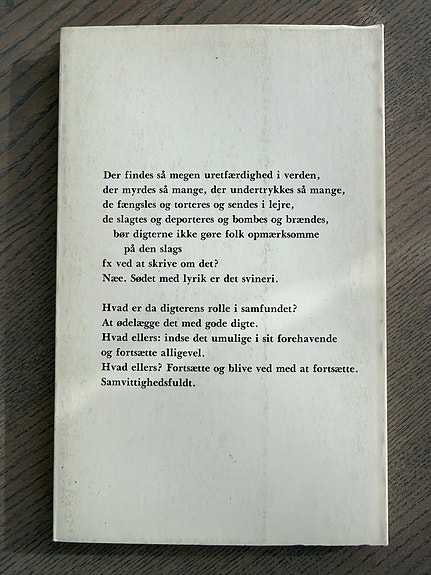 Der findes så megen uretfærdighed i verden,
der myrdes så mange, der undertrykkes så mange,
de fængsles og torteres og sendes i lejre,
de slagtes og deporteres og bombes og brændes,
bør digterne ikke gøre folk opmærksomme
på den slags
fx ved at skrive om det?
Næe. Sødet med lyrik er det svineri.

Hvad er da digterens rolle i samfundet?
At ødelægge det med gode digte.
Hvad ellers: indse det umulige i sit forehavende
og fortsætte alligevel.
Hvad ellers? Fortsætte og blive ved med at fortsætte.
Samvittighedsfuldt.